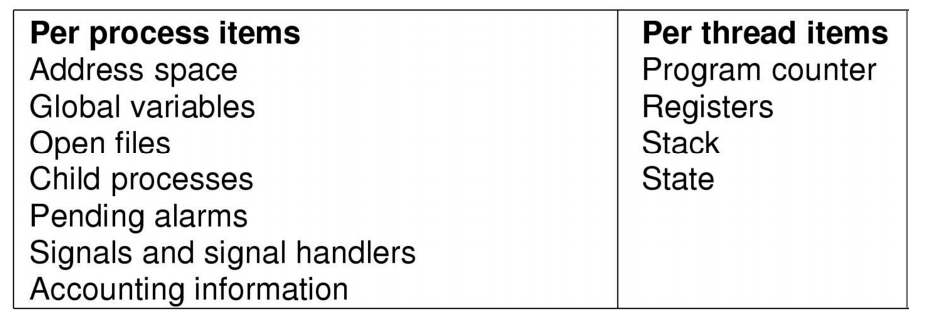 Per process items
Address space
Global variables
Open files
Child processes
Pending alarms
Signals and signal handlers
Accounting information
Per thread items
Program counter
Registers
Stack
State